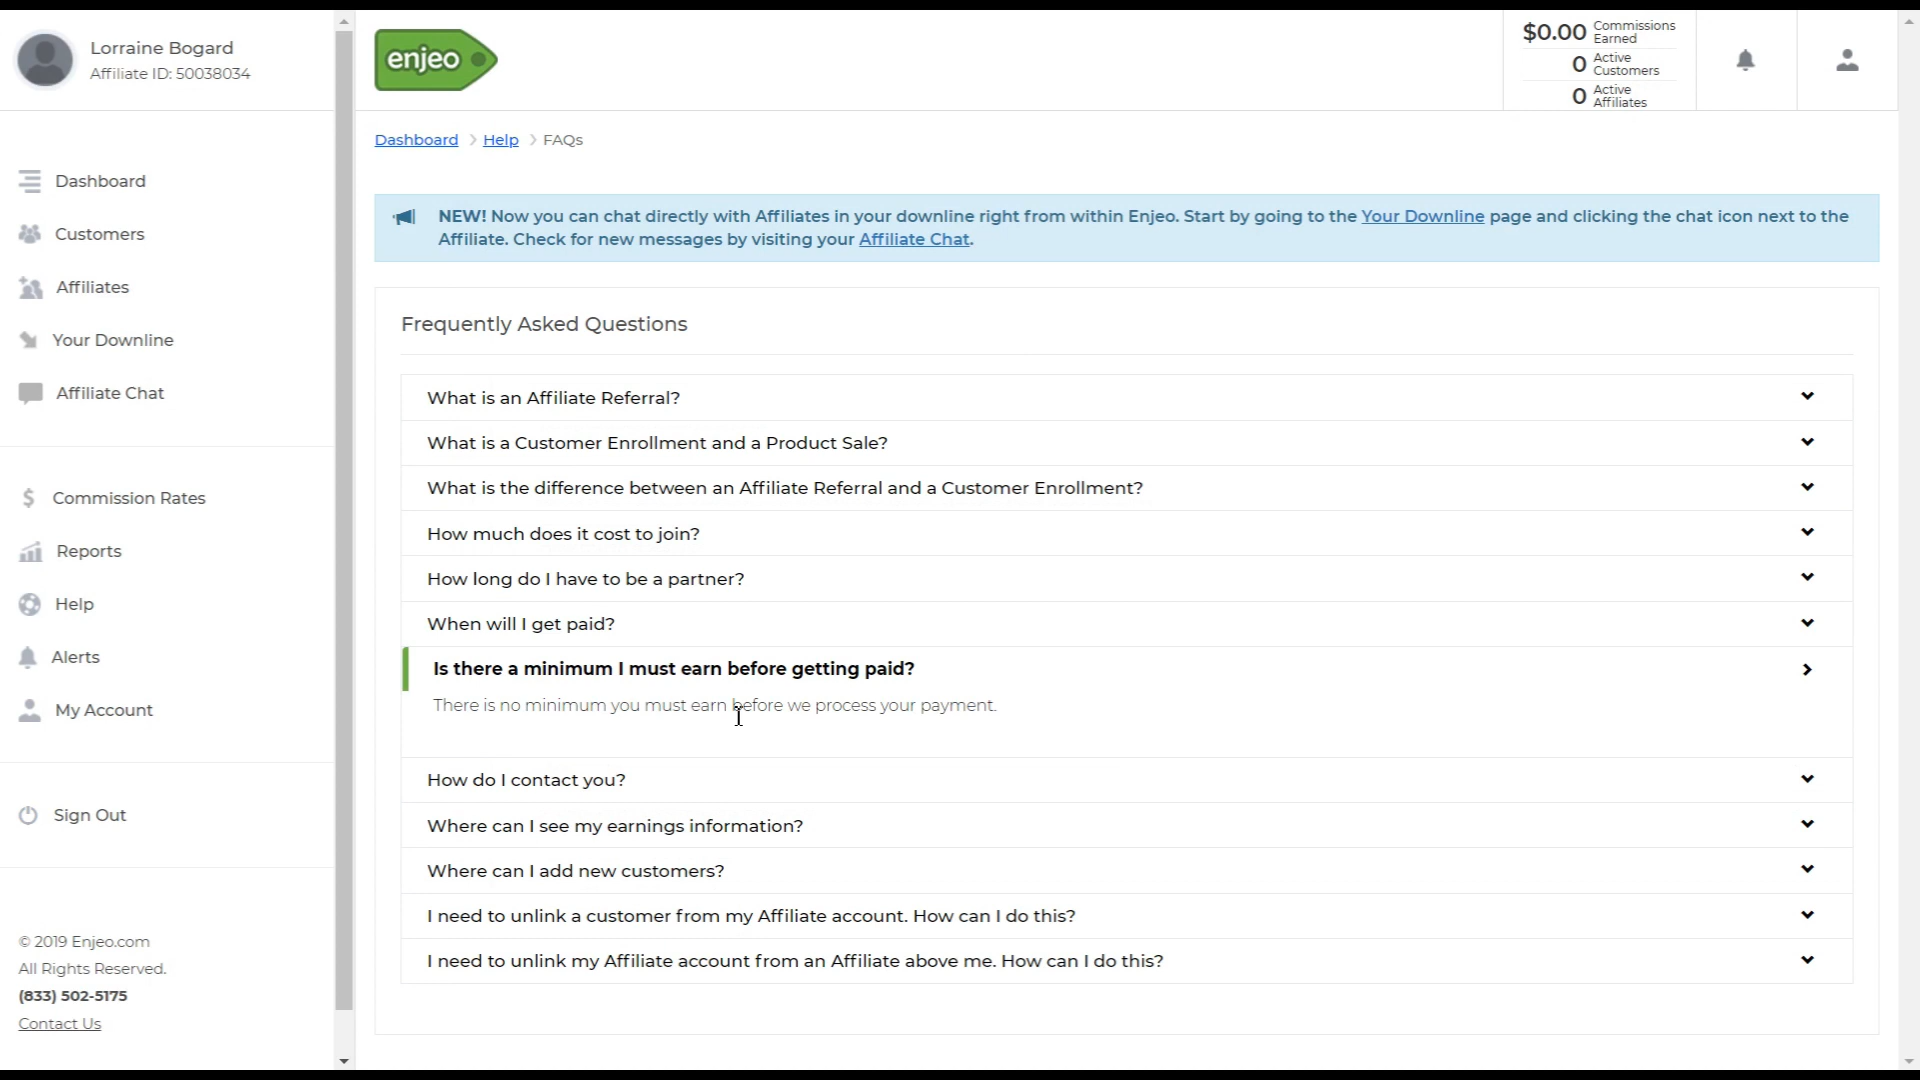 Lorraine Bogard
Affiliate ID: 50038034
enjeo
$0.00 Commissions Earned
0 Active Customers
0 Active Affiliates
Dashboard
Customers
Affiliates
Your Downline
Affiliate Chat
Commission Rates
Reports
Help
Alerts
My Account
Sign Out
© 2019 Enjeo.com
All Rights Reserved.
(833) 502-5175
Contact Us
Dashboard > Help > FAQs
NEW! Now you can chat directly with Affiliates in your downline right from within Enjeo. Start by going to the Your Downline page and clicking the chat icon next to the
Affiliate. Check for new messages by visiting your Affiliate Chat.
Frequently Asked Questions
What is an Affiliate Referral?
What is a Customer Enrollment and a Product Sale?
What is the difference between an Affiliate Referral and a Customer Enrollment?
How much does it cost to join?
How long do I have to be a partner?
When will I get paid?
Is there a minimum I must earn before getting paid?
There is no minimum you must earn before we process your payment.
How do I contact you?
Where can I see my earnings information?
Where can I add new customers?
I need to unlink a customer from my Affiliate account. How can I do this?
I need to unlink my Affiliate account from an Affiliate above me. How can I do this?